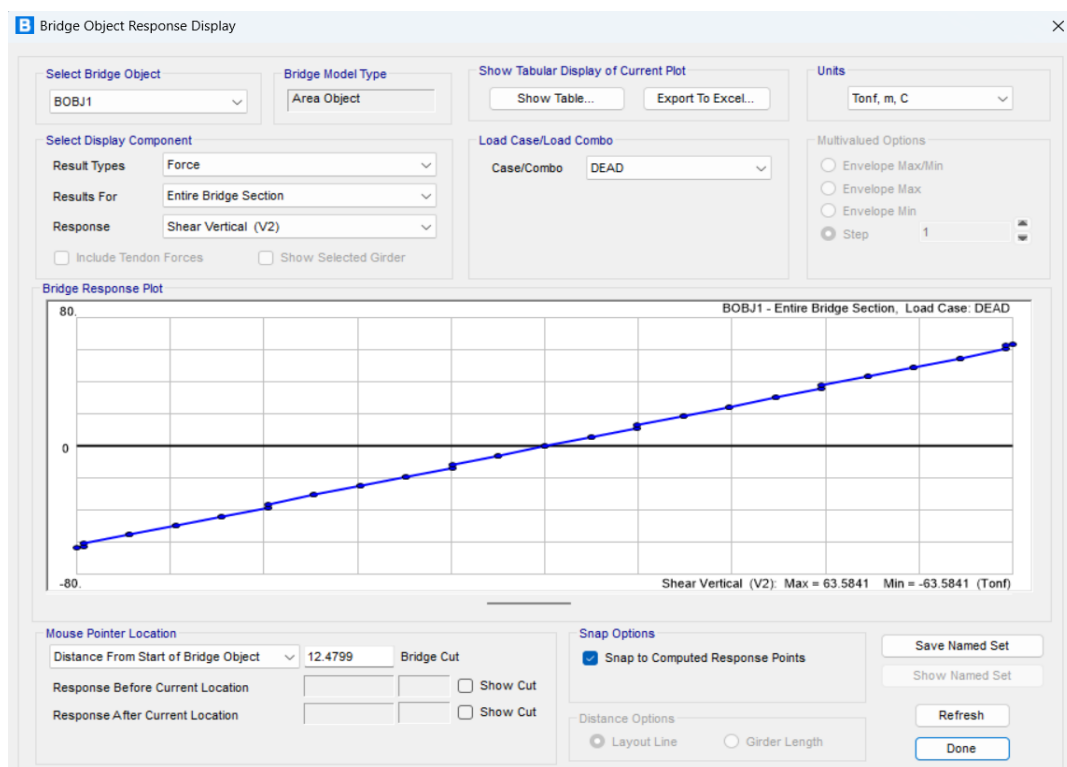 B Bridge Object Response Display
Select Bridge Object
BOBJ1
Bridge Model Type
Area Object
Show Tabular Display of Current Plot
Show Table...
Export To Excel...
Units
Tonf, m, C
Select Display Component
Result Types Force
Results For Entire Bridge Section
Response Shear Vertical (V2)
Include Tendon Forces
Show Selected Girder
Load Case/Load Combo
Case/Combo DEAD
Multivalued Options
Envelope Max/Min
Envelope Max
Envelope Min
Step 1
Bridge Response Plot
BOBJ1 - Entire Bridge Section, Load Case: DEAD
80.
0
-80.
Shear Vertical (V2): Max = 63.5841 Min = -63.5841 (Tonf)
Mouse Pointer Location
Distance From Start of Bridge Object 12.4799 Bridge Cut
Response Before Current Location Show Cut
Response After Current Location Show Cut
Snap Options
Snap to Computed Response Points
Distance Options
Layout Line
Girder Length
Save Named Set
Show Named Set
Refresh
Done